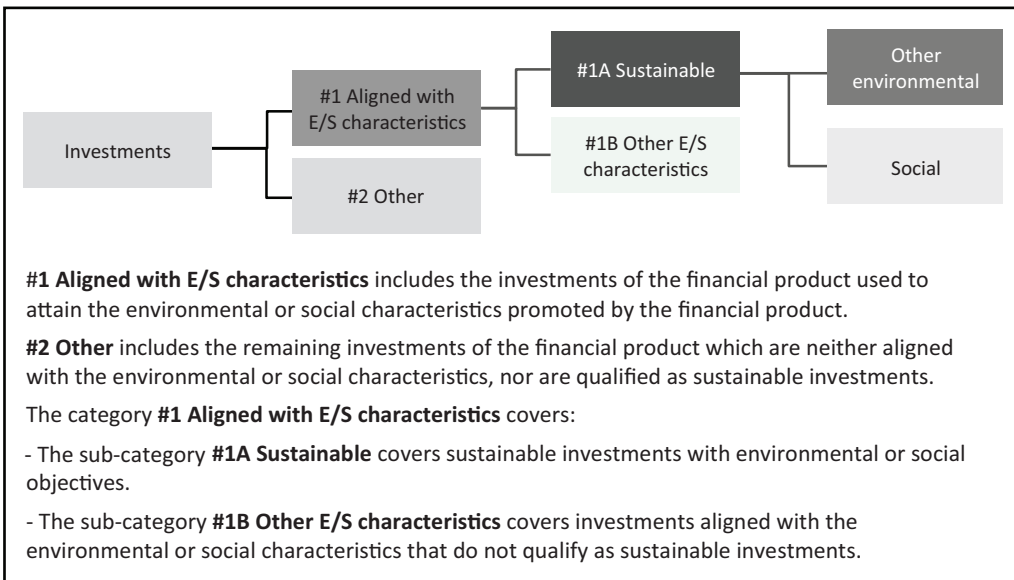 Investments
#1 Aligned with
E/S characteristics
#2 Other
#1A Sustainable
#1B Other E/S
characteristics
Other
environmental
Social
#1 Aligned with E/S characteristics includes the investments of the financial product used to
attain the environmental or social characteristics promoted by the financial product.
#2 Other includes the remaining investments of the financial product which are neither aligned
with the environmental or social characteristics, nor are qualified as sustainable investments.
The category #1 Aligned with E/S characteristics covers:
- The sub-category #1A Sustainable covers sustainable investments with environmental or social
objectives.
- The sub-category #1B Other E/S characteristics covers investments aligned with the
environmental or social characteristics that do not qualify as sustainable investments.